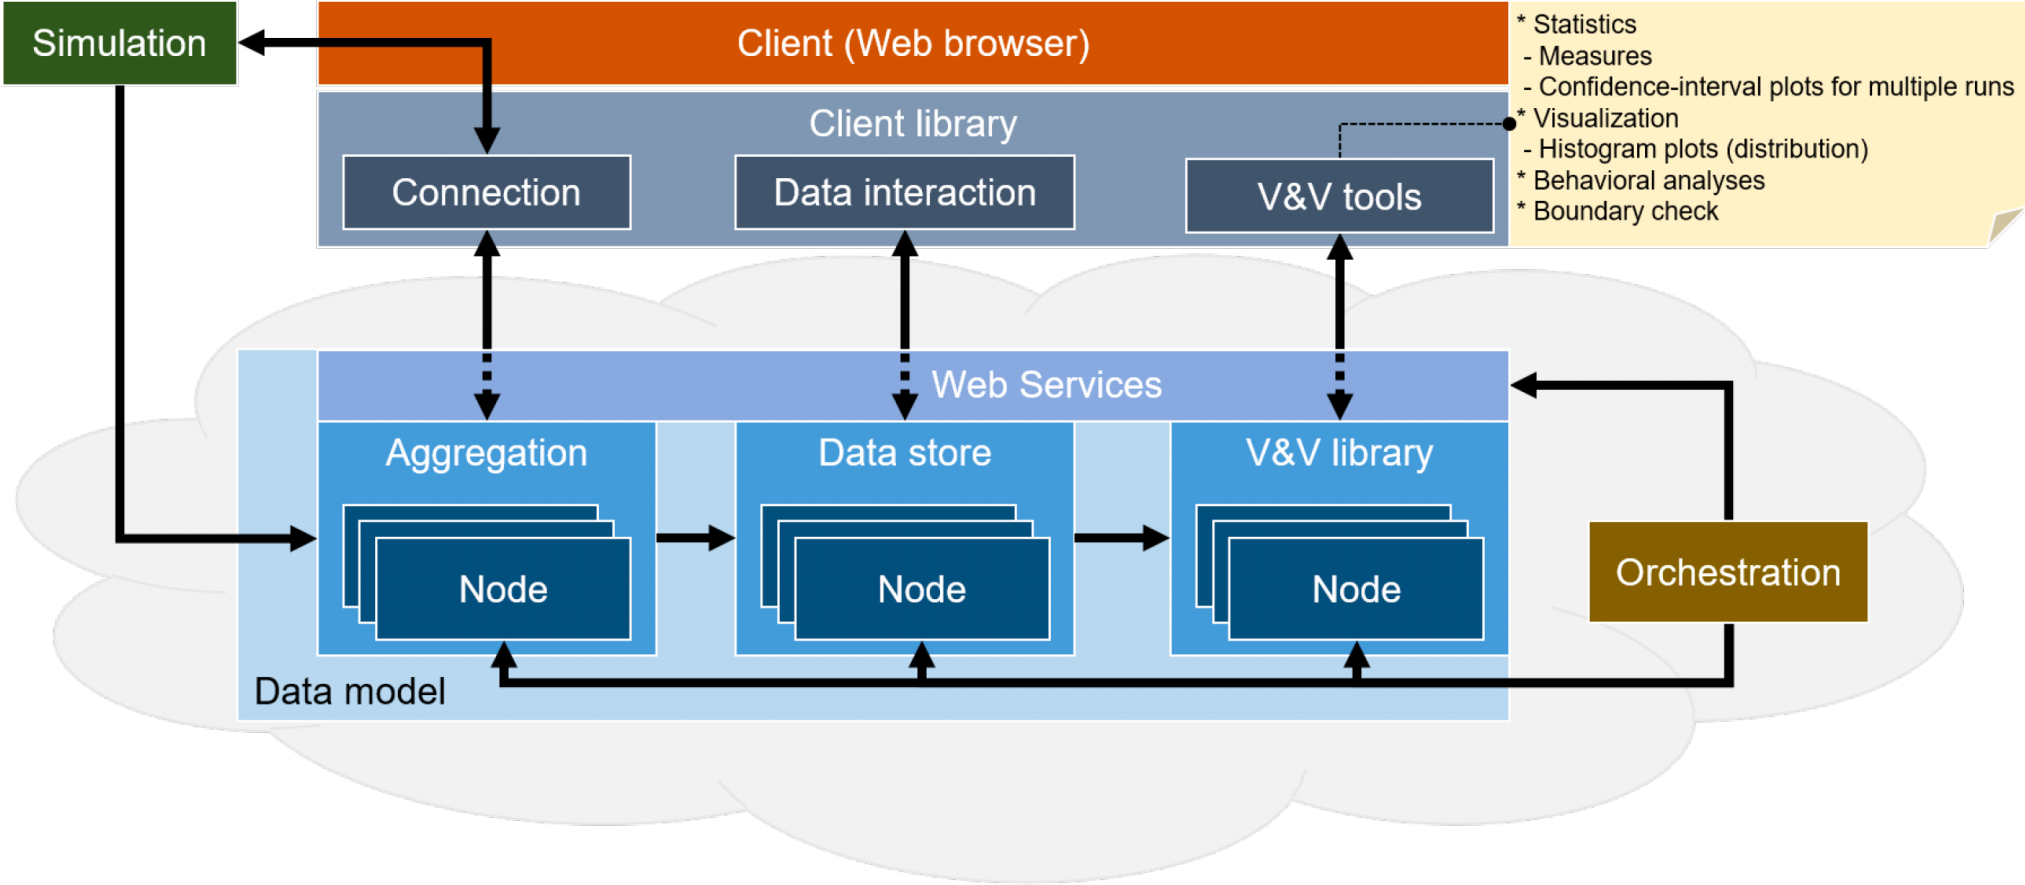 Simulation
Client (Web browser)
* Statistics
- Measures
- Confidence-interval plots for multiple runs
* Visualization
- Histogram plots (distribution)
* Behavioral analyses
* Boundary check
Client library
Connection
Data interaction
V&V tools
Web Services
Aggregation
Data store
V&V library
Node
Node
Node
Orchestration
Data model